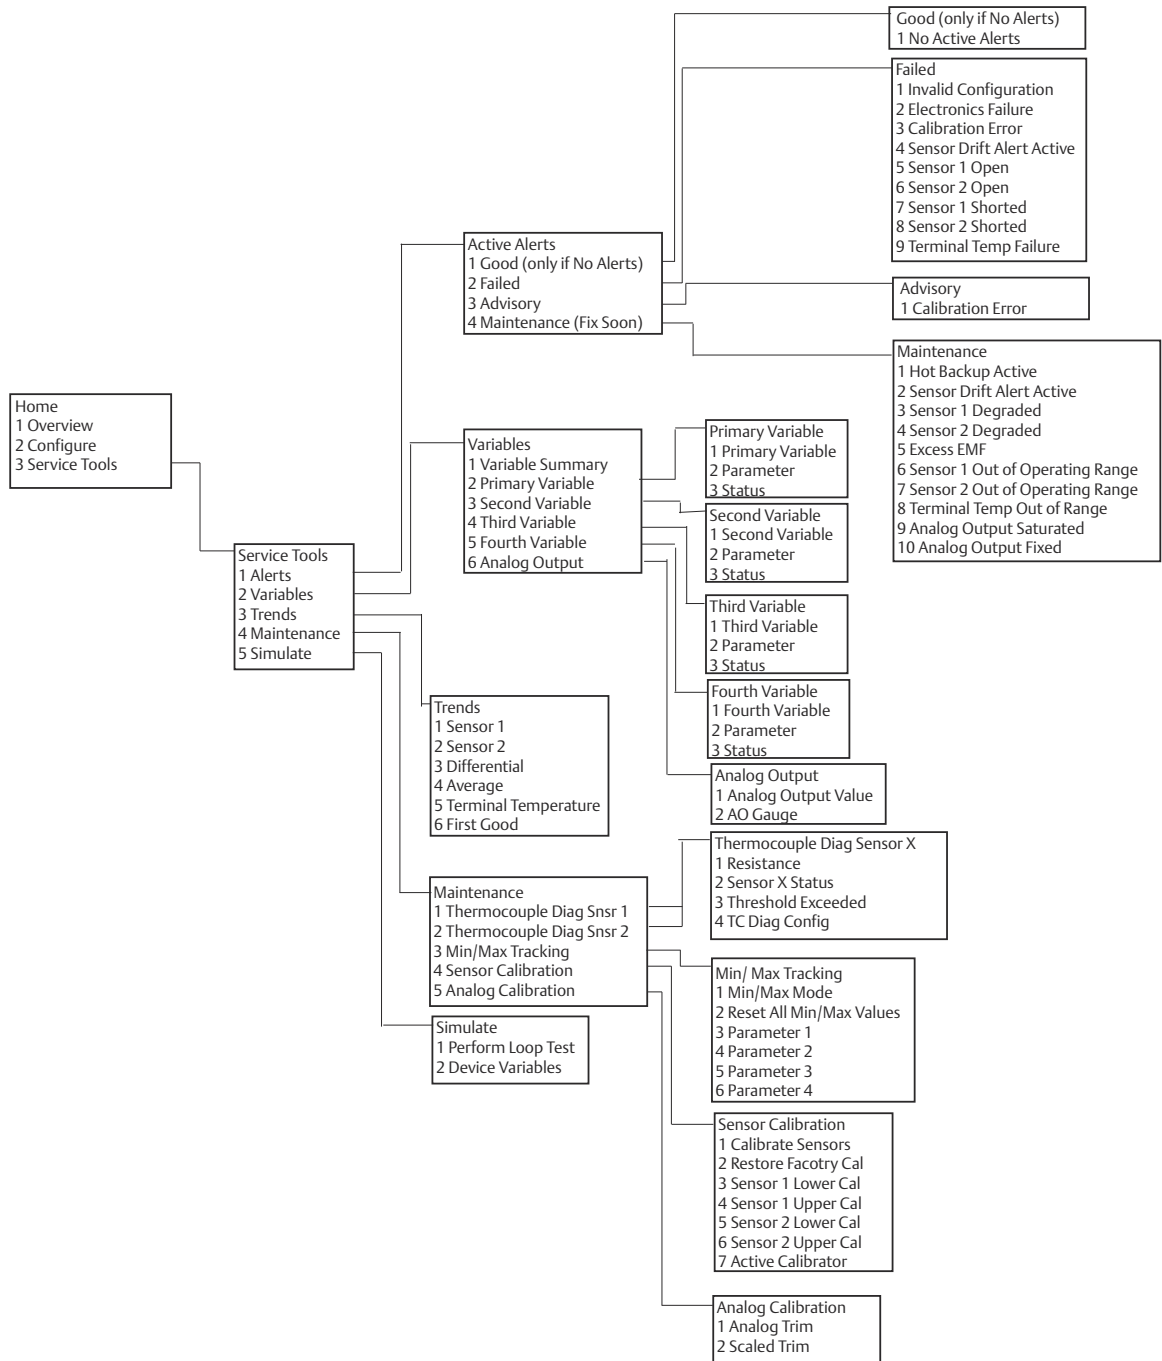 Home
1 Overview
2 Configure
3 Service Tools
Service Tools
1 Alerts
2 Variables
3 Trends
4 Maintenance
5 Simulate
Active Alerts
1 Good (only if No Alerts)
2 Failed
3 Advisory
4 Maintenance (Fix Soon)
Variables
1 Variable Summary
2 Primary Variable
3 Second Variable
4 Third Variable
5 Fourth Variable
6 Analog Output
Trends
1 Sensor 1
2 Sensor 2
3 Differential
4 Average
5 Terminal Temperature
6 First Good
Maintenance
1 Thermocouple Diag Snsr 1
2 Thermocouple Diag Snsr 2
3 Min/Max Tracking
4 Sensor Calibration
5 Analog Calibration
Simulate
1 Perform Loop Test
2 Device Variables
Good (only if No Alerts)
1 No Active Alerts
Failed
1 Invalid Configuration
2 Electronics Failure
3 Calibration Error
4 Sensor Drift Alert Active
5 Sensor 1 Open
6 Sensor 2 Open
7 Sensor 1 Shorted
8 Sensor 2 Shorted
9 Terminal Temp Failure
Advisory
1 Calibration Error
Maintenance
1 Hot Backup Active
2 Sensor Drift Alert Active
3 Sensor 1 Degraded
4 Sensor 2 Degraded
5 Excess EMF
6 Sensor 1 Out of Operating Range
7 Sensor 2 Out of Operating Range
8 Terminal Temp Out of Range
9 Analog Output Saturated
10 Analog Output Fixed
Primary Variable
1 Primary Variable
2 Parameter
3 Status
Second Variable
1 Second Variable
2 Parameter
3 Status
Third Variable
1 Third Variable
2 Parameter
3 Status
Fourth Variable
1 Fourth Variable
2 Parameter
3 Status
Analog Output
1 Analog Output Value
2 AO Gauge
Thermocouple Diag Sensor X
1 Resistance
2 Sensor X Status
3 Threshold Exceeded
4 TC Diag Config
Min/ Max Tracking
1 Min/Max Mode
2 Reset All Min/Max Values
3 Parameter 1
4 Parameter 2
5 Parameter 3
6 Parameter 4
Sensor Calibration
1 Calibrate Sensors
2 Restore Facotry Cal
3 Sensor 1 Lower Cal
4 Sensor 1 Upper Cal
5 Sensor 2 Lower Cal
6 Sensor 2 Upper Cal
7 Active Calibrator
Analog Calibration
1 Analog Trim
2 Scaled Trim